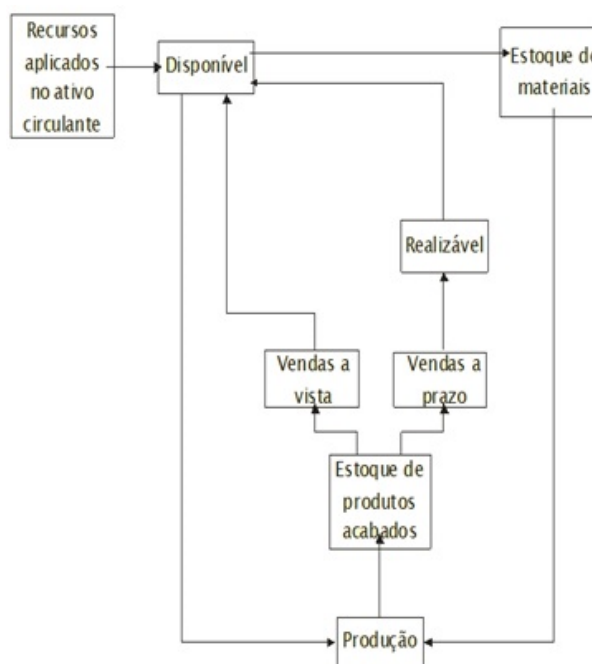 Recursos
aplicados
no ativo
circulante
Disponível
Estoque de
materiais
Realizável
Vendas a
vista
Vendas a
prazo
Estoque de
produtos
acabados
Produção